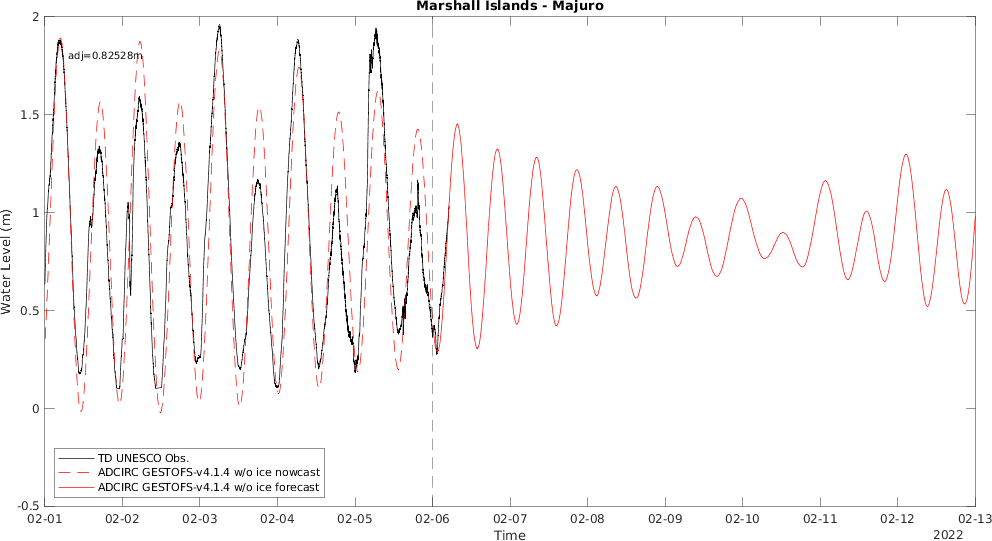 Marshall Islands - Majuro
2
adj=0.82528m
1.5
1
0.5
0
-0.5
Water Level (m)
TD UNESCO Obs.
ADCIRC GESTOFS-v4.1.4 w/o ice nowcast
ADCIRC GESTOFS-v4.1.4 w/o ice forecast
02-01 02-02 02-03 02-04 02-05 02-06 02-07 02-08 02-09 02-10 02-11 02-12 02-13
Time
2022